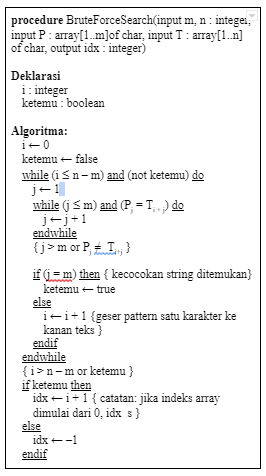 procedure BruteForceSearch(input m, n : integer,
input P : array[1..m]of char, input T : array[1..n]
of char, output idx : integer)
Deklarasi
i : integer
ketemu : boolean
Algoritma:
i ← 0
ketemu ← false
while (i ≤ n – m) and (not ketemu) do
j ← 1
while (j ≤ m) and (Pj = Ti+j) do
j ← j + 1
endwhile
{ j > m or Pj ≠ Ti+j }
if (j = m) then { kecocokan string ditemukan}
ketemu ← true
else
i ← i + 1 {geser pattern satu karakter ke
kanan teks }
endif
endwhile
{ i > n – m or ketemu }
if ketemu then
idx ← i + 1 { catatan: jika indeks array
dimulai dari 0, idx s }
else
idx ← –1
endif